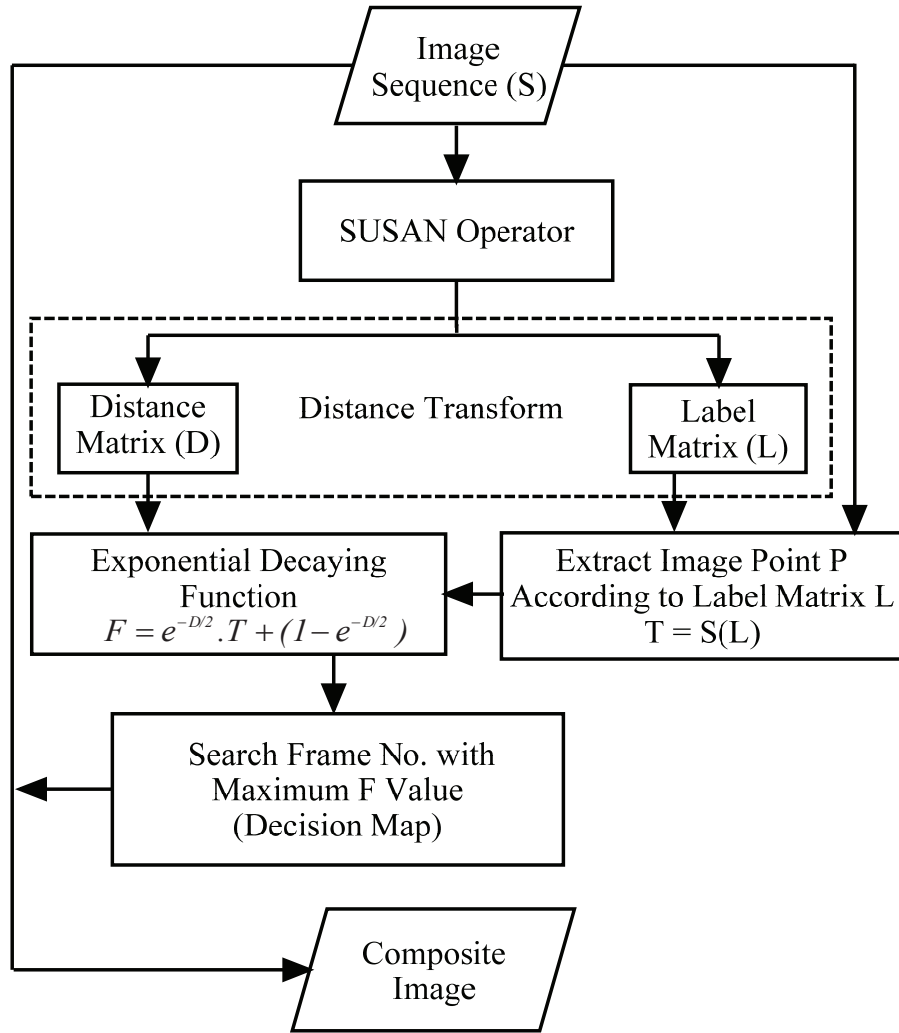 Image
Sequence (S)
SUSAN Operator
Distance
Matrix (D)
Distance Transform
Label
Matrix (L)
Exponential Decaying
Function
F = e^{-D/2} .T + (1 – e^{-D/2} )
Extract Image Point P
According to Label Matrix L
T = S(L)
Search Frame No. with
Maximum F Value
(Decision Map)
Composite
Image